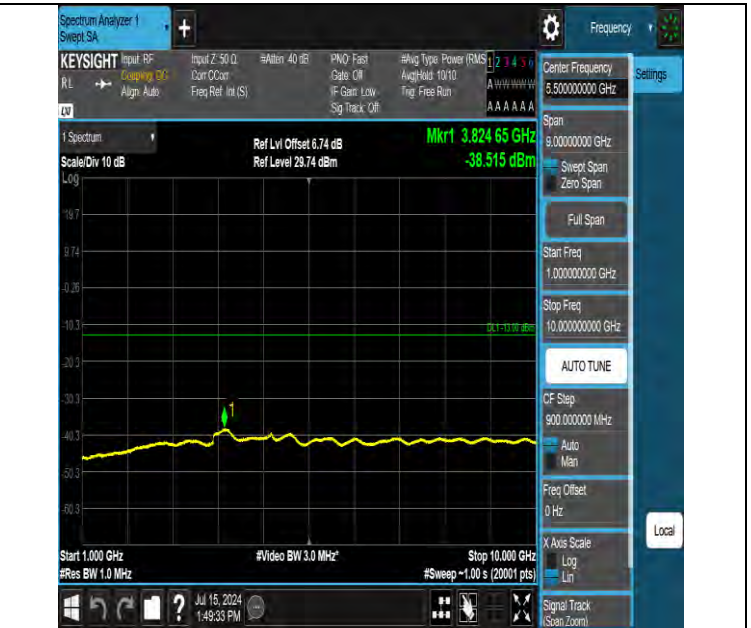 Spectrum Analyzer 1
Swept SA
+
Frequency
KEYSIGHT
RL
Input: RF
Coupling: DC
Align: Auto
Input Z: 50 Ω
Corr CCorr
Freq Ref: Int (S)
#Atten: 40 dB
PNO: Fast
Gate: Off
IF Gain: Low
Sig Track: Off
#Avg Type: Power (RMS
Avg|Hold: 10/10
Trig: Free Run
1 2 3 4 5 6
A W W W W W
A A A A A A
LXI
1 Spectrum
Scale/Div 10 dB
Ref Lvl Offset 6.74 dB
Ref Level 29.74 dBm
Mkr1 3.824 65 GHz
-38.515 dBm
Log
19.7
9.74
-0.26
-10.3
DL1 -13.00 dBm
-20.3
-30.3
1
-40.3
-50.3
-60.3
Start 1.000 GHz
#Res BW 1.0 MHz
#Video BW 3.0 MHz*
Stop 10.000 GHz
#Sweep ~1.00 s (20001 pts)
Center Frequency
5.500000000 GHz
Settings
Span
9.00000000 GHz
Swept Span
Zero Span
Full Span
Start Freq
1.000000000 GHz
Stop Freq
10.000000000 GHz
AUTO TUNE
CF Step
900.000000 MHz
Auto
Man
Freq Offset
0 Hz
X Axis Scale
Log
Lin
Local
Signal Track
(Span Zoom)
?
Jul 15, 2024
1:49:33 PM